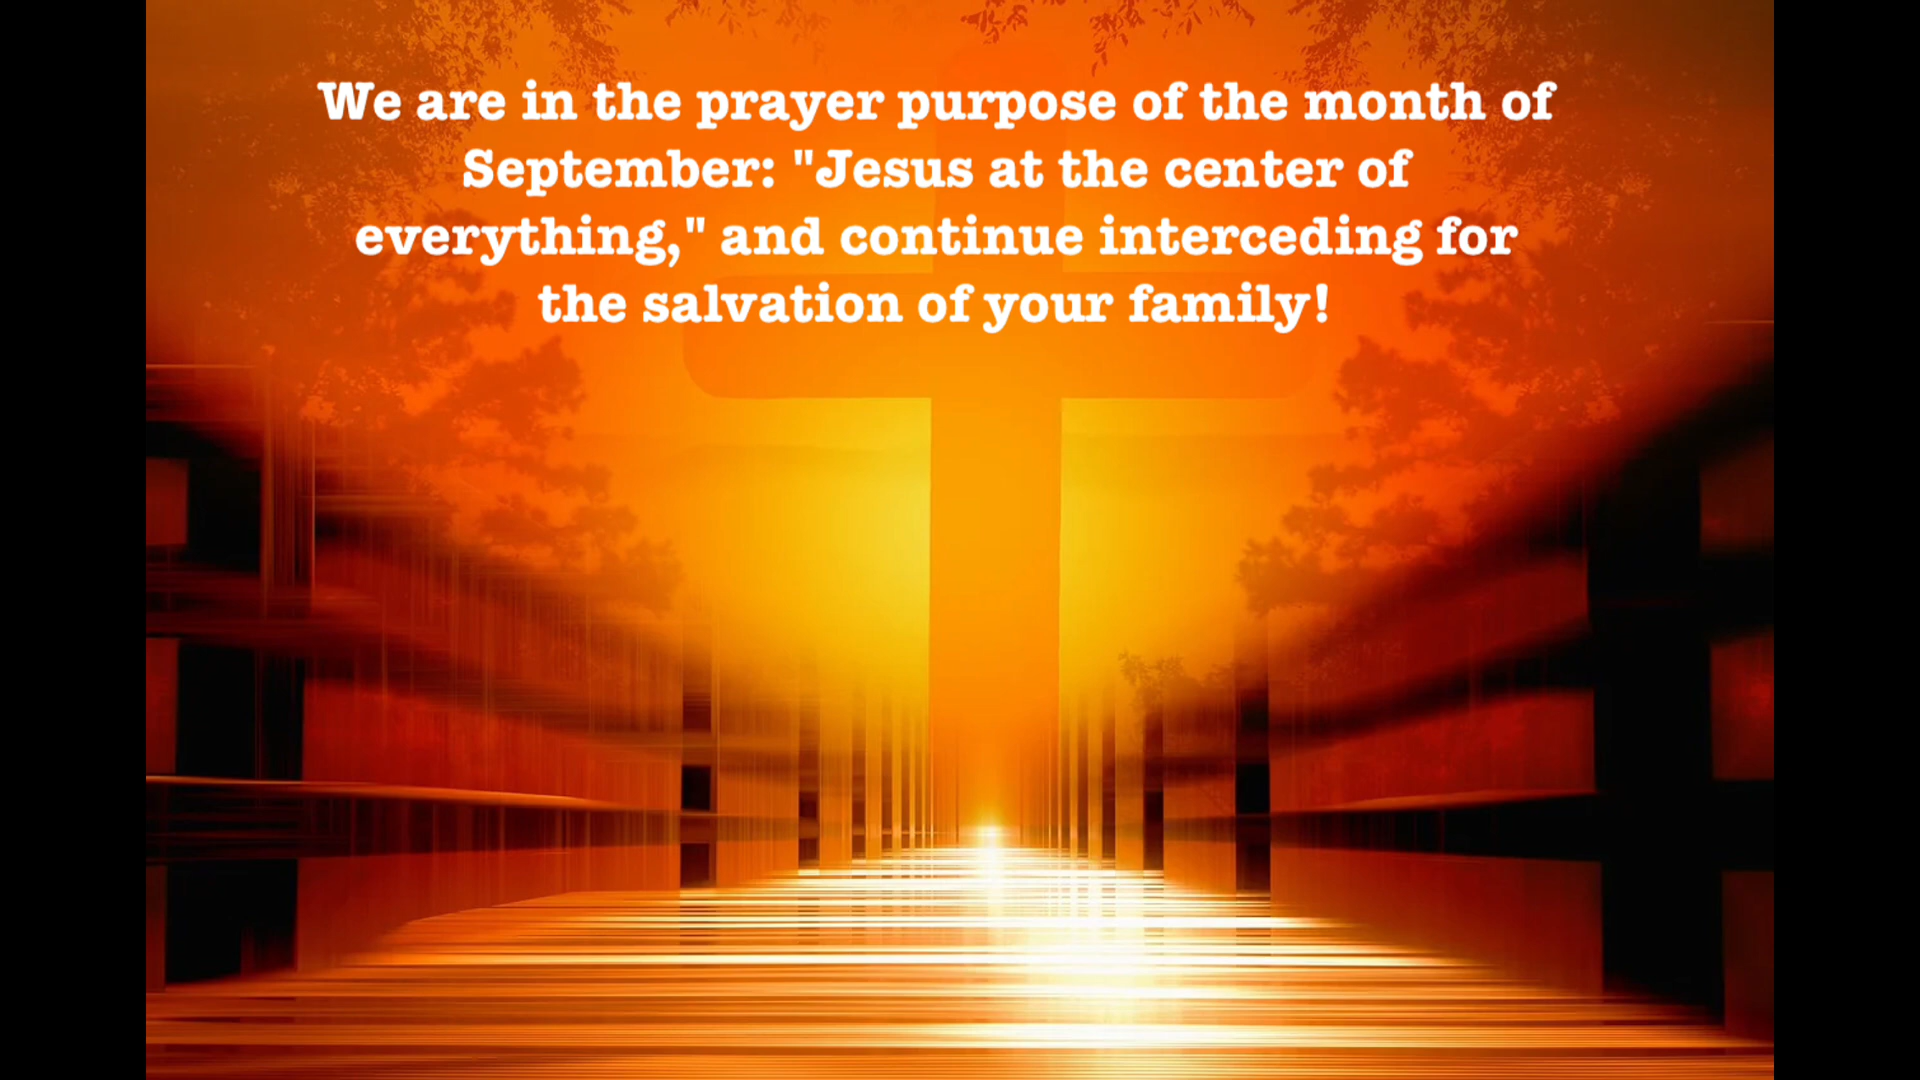 We are in the prayer purpose of the month of
September: "Jesus at the center of
everything," and continue interceding for
the salvation of your family!